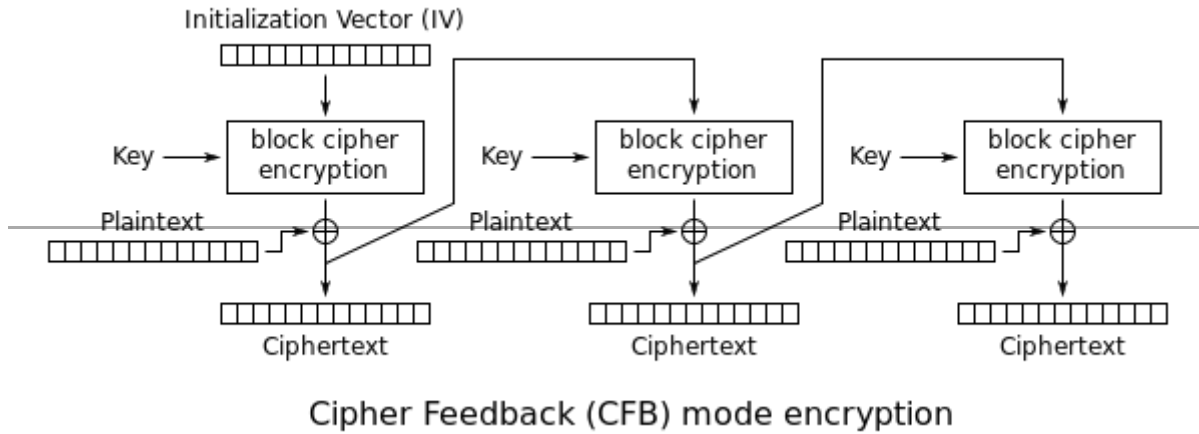 Initialization Vector (IV)
Key
block cipher
encryption
Key
block cipher
encryption
Key
block cipher
encryption
Plaintext
Plaintext
Plaintext
Ciphertext
Ciphertext
Ciphertext
Cipher Feedback (CFB) mode encryption